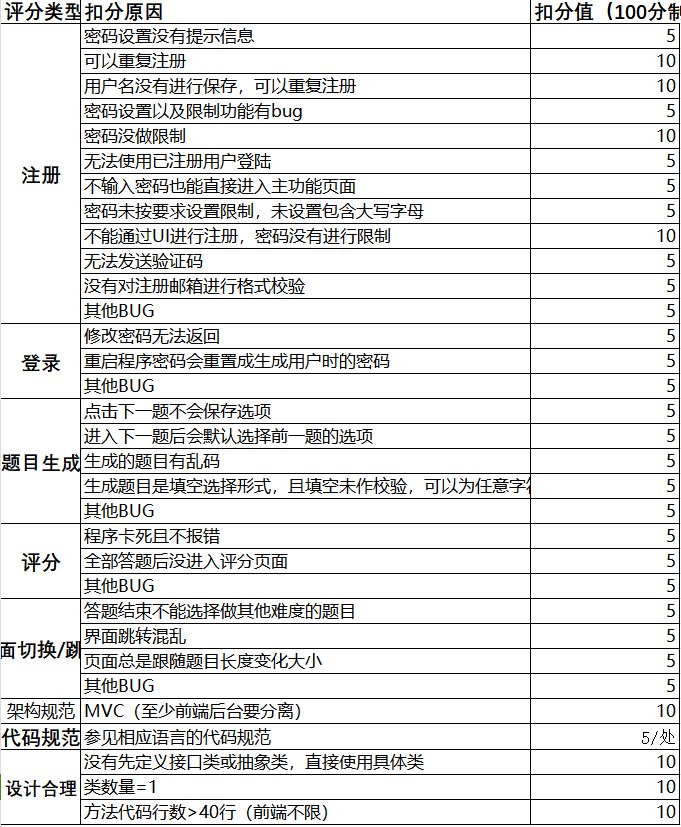 评分类型 扣分原因 扣分值（100分制
注册
密码设置没有提示信息 5
可以重复注册 10
用户名没有进行保存，可以重复注册 10
密码设置以及限制功能有bug 5
密码没做限制 10
无法使用已注册用户登陆 5
不输入密码也能直接进入主功能页面 5
密码未按要求设置限制，未设置包含大写字母 5
不能通过UI进行注册，密码没有进行限制 10
无法发送验证码 5
没有对注册邮箱进行格式校验 5
其他BUG 5
登录
修改密码无法返回 5
重启程序密码会重置成生成用户时的密码 5
其他BUG 5
题目生成
点击下一题不会保存选项 5
进入下一题后会默认选择前一题的选项 5
生成的题目有乱码 5
生成题目是填空选择形式，且填空未作校验，可以为任意字 5
其他BUG 5
评分
程序卡死且不报错 5
全部答题后没进入评分页面 5
其他BUG 5
面切换/跳
答题结束不能选择做其他难度的题目 5
界面跳转混乱 5
页面总是跟随题目长度变化大小 5
其他BUG 5
架构规范 MVC（至少前端后台要分离） 10
代码规范 参见相应语言的代码规范 5/处
设计合理
没有先定义接口类或抽象类，直接使用具体类 10
类数量=1 10
方法代码行数>40行（前端不限） 10